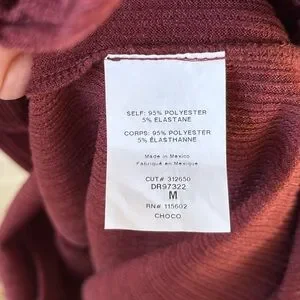 SELF: 95% POLYESTER
5% ELASTANE
CORPS: 95% POLYESTER
5% ÉLASTHANNE
Made in Mexico
Fabriqué en Mexique
CUT# 312650
DR97322
M
RN# 115602
CHOCO